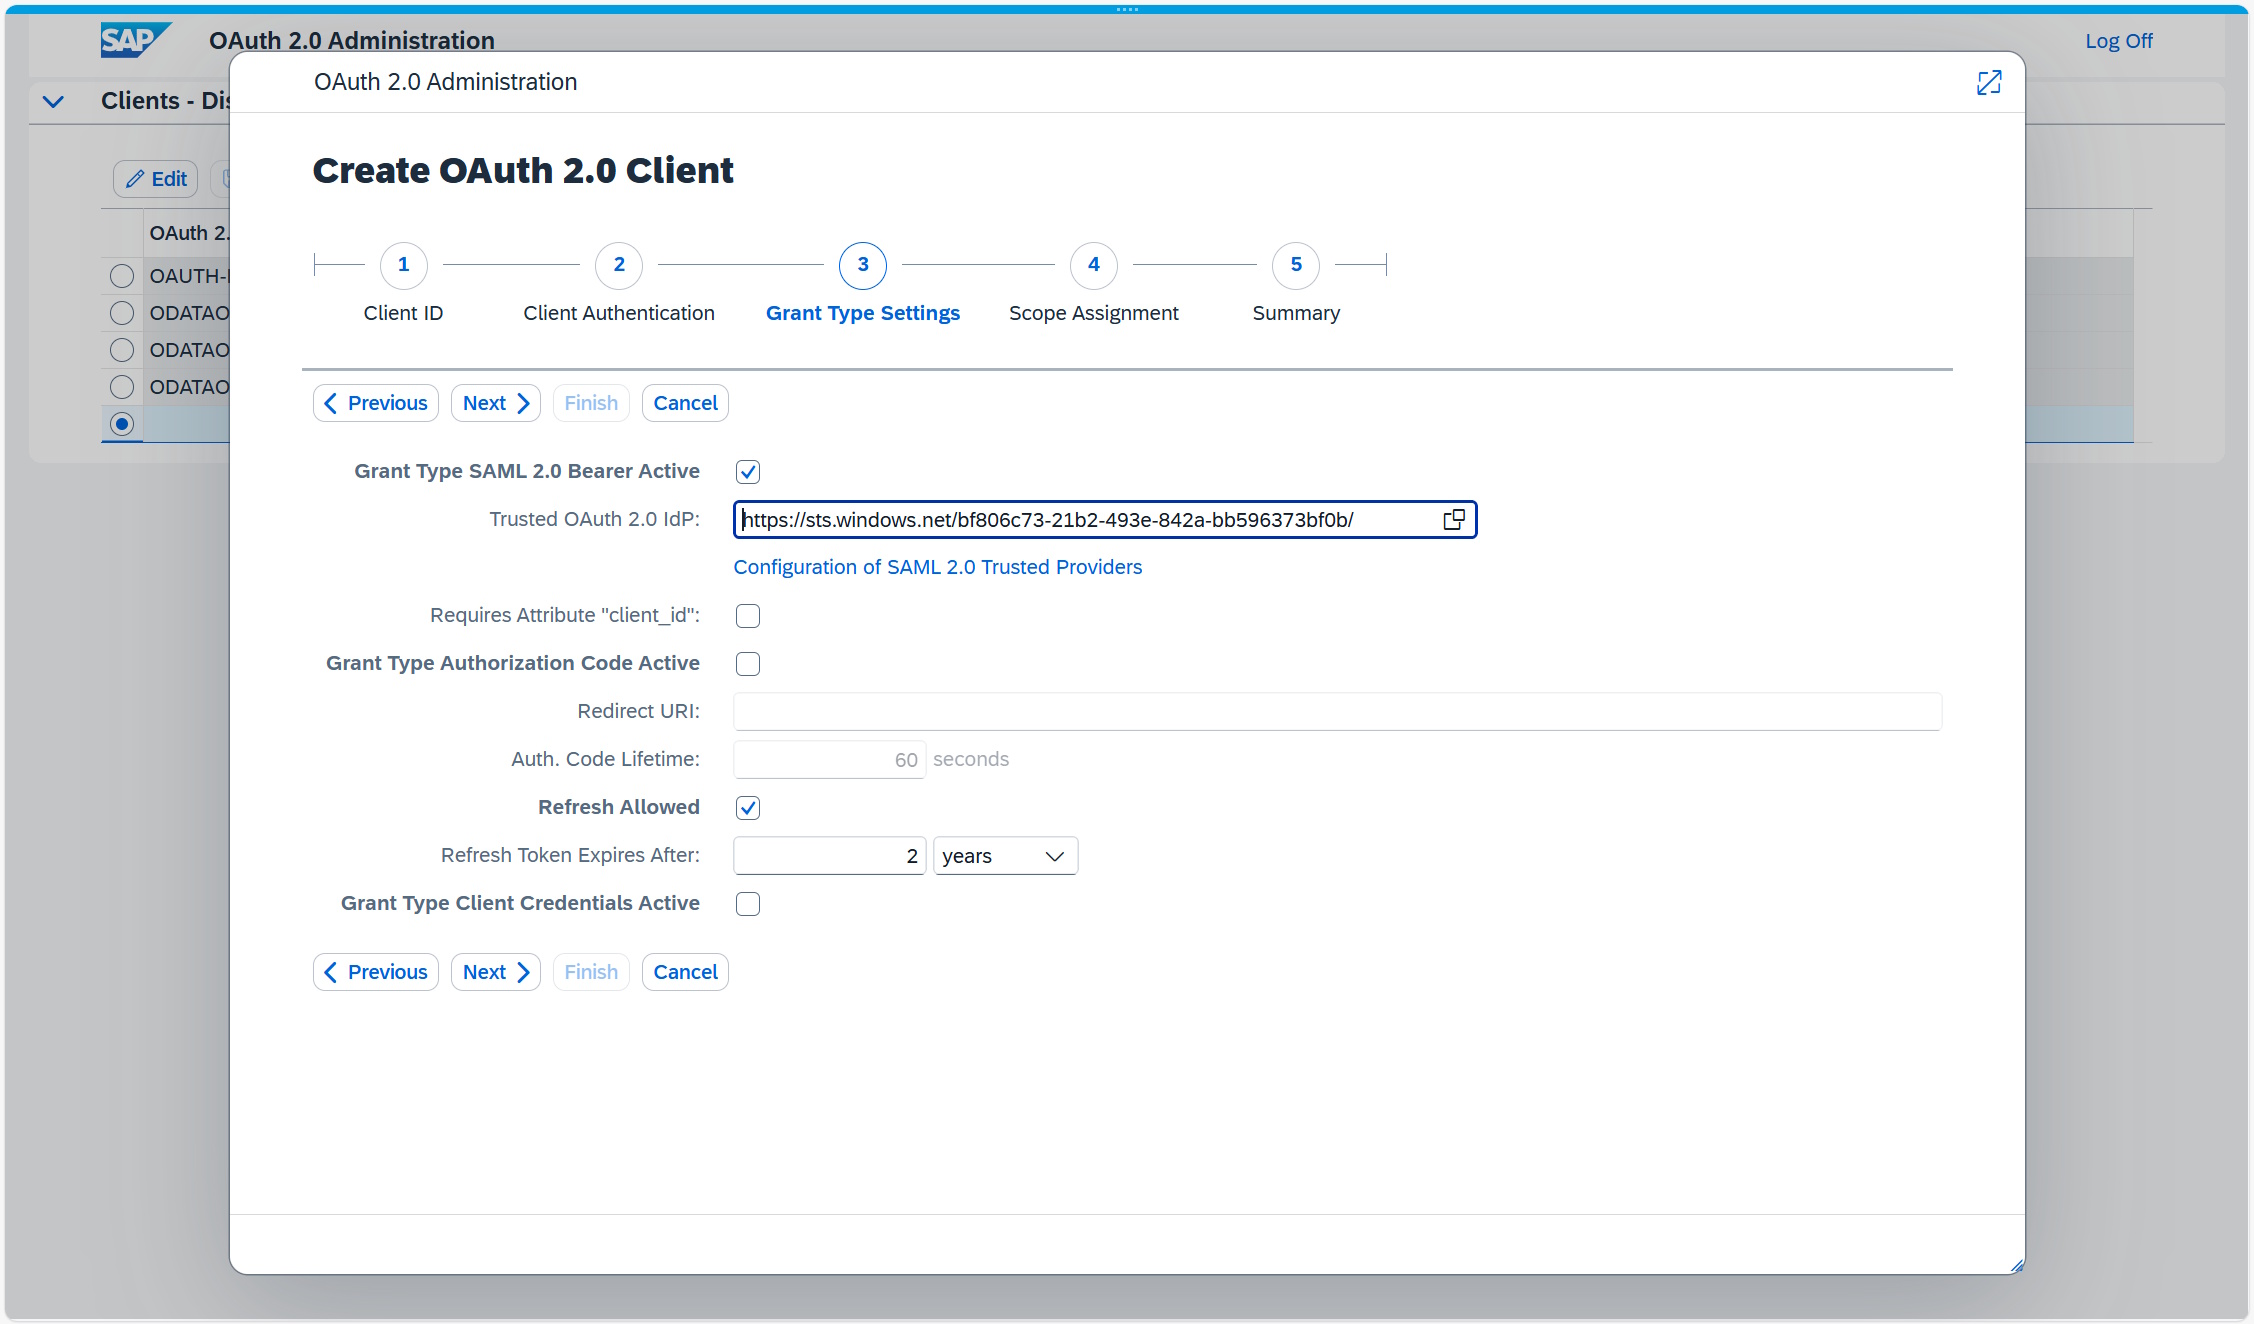 SAP
OAuth 2.0 Administration
Log Off
Clients - Dis
Edit
OAuth 2.
OAUTH-
ODATAO
ODATAO
ODATAO
OAuth 2.0 Administration
Create OAuth 2.0 Client
1
2
3
4
5
Client ID
Client Authentication
Grant Type Settings
Scope Assignment
Summary
Previous
Next
Finish
Cancel
Grant Type SAML 2.0 Bearer Active
Trusted OAuth 2.0 IdP: https://sts.windows.net/bf806c73-21b2-493e-842a-bb596373bf0b/
Configuration of SAML 2.0 Trusted Providers
Requires Attribute "client_id":
Grant Type Authorization Code Active
Redirect URI:
Auth. Code Lifetime: 60 seconds
Refresh Allowed
Refresh Token Expires After: 2 years
Grant Type Client Credentials Active
Previous
Next
Finish
Cancel